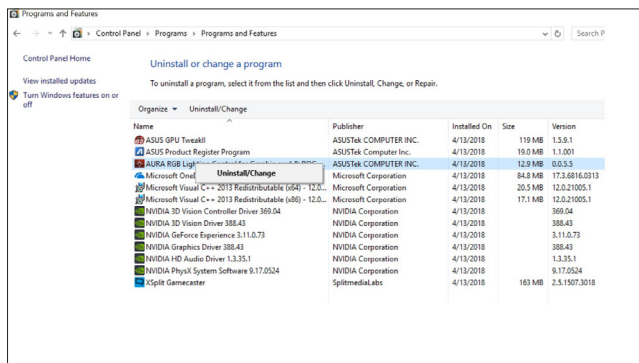 Programs and Features
Control Panel > Programs > Programs and Features
Search P
Control Panel Home
View installed updates
Turn Windows features on or off
Uninstall or change a program
To uninstall a program, select it from the list and then click Uninstall, Change, or Repair.
Organize Uninstall/Change
Name Publisher Installed On Size Version
ASUS GPU TweakII ASUSTek COMPUTER INC. 4/13/2018 119 MB 1.5.9.1
ASUS Product Register Program ASUSTek Computer Inc. 4/13/2018 19.0 MB 1.1.001
AURA RGB ASUSTek COMPUTER INC. 4/13/2018 12.9 MB 0.0.5.5
Uninstall/Change
Microsoft OneD Microsoft Corporation 4/13/2018 84.8 MB 17.3.6816.0313
Microsoft Visual C++ 2013 Redistributable (x64) - 12.0... Microsoft Corporation 4/13/2018 20.5 MB 12.0.21005.1
Microsoft Visual C++ 2013 Redistributable (x86) - 12.0... Microsoft Corporation 4/13/2018 17.1 MB 12.0.21005.1
NVIDIA 3D Vision Controller Driver 369.04 NVIDIA Corporation 4/13/2018 369.04
NVIDIA 3D Vision Driver 388.43 NVIDIA Corporation 4/13/2018 388.43
NVIDIA GeForce Experience 3.11.0.73 NVIDIA Corporation 4/13/2018 3.11.0.73
NVIDIA Graphics Driver 388.43 NVIDIA Corporation 4/13/2018 388.43
NVIDIA HD Audio Driver 1.3.35.1 NVIDIA Corporation 4/13/2018 1.3.35.1
NVIDIA PhysX System Software 9.17.0524 NVIDIA Corporation 4/13/2018 9.17.0524
XSplit Gamecaster SplitmediaLabs 4/13/2018 163 MB 2.5.1507.3018